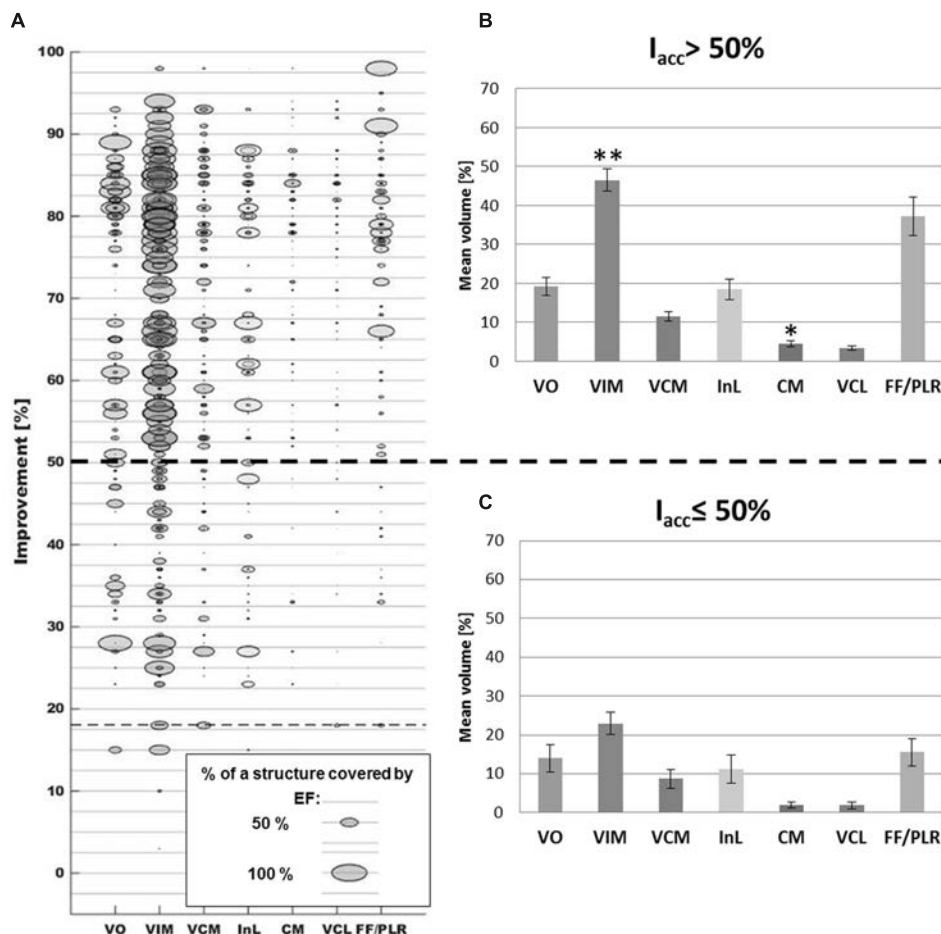 A
Improvement [%]
100
90
80
70
60
50
40
30
20
10
0
% of a structure covered by
EF:
50 %
100 %
VO VIM VCM InL CM VCL FF/PLR
B
Iacc> 50%
Mean volume [%]
70
60
50
40
30
20
10
0
**
*
VO VIM VCM InL CM VCL FF/PLR
C
Iacc≤ 50%
Mean volume [%]
70
60
50
40
30
20
10
0
VO VIM VCM InL CM VCL FF/PLR